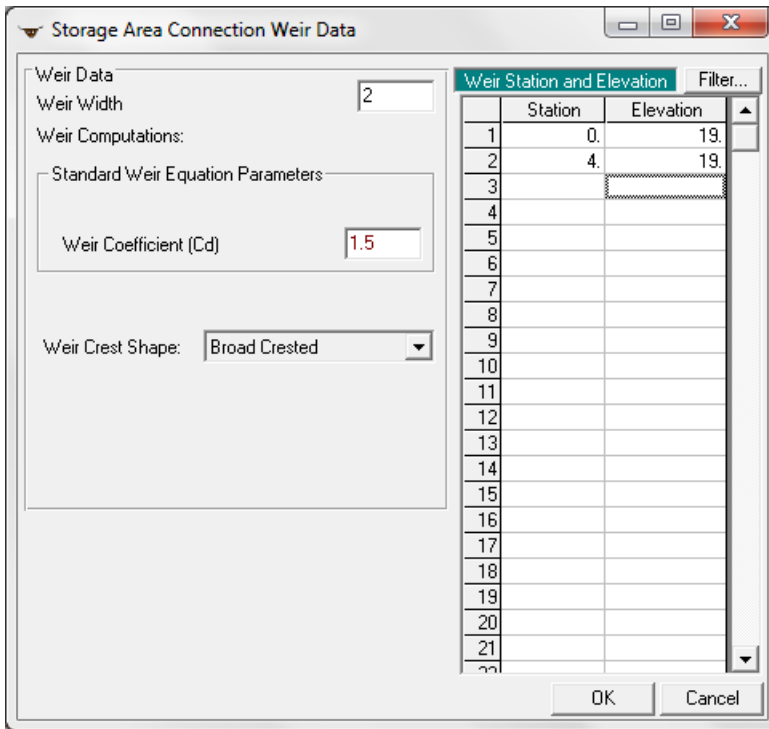 Storage Area Connection Weir Data
Weir Data
Weir Width 2
Weir Computations:
Standard Weir Equation Parameters
Weir Coefficient (Cd) 1.5
Weir Crest Shape: Broad Crested
Weir Station and Elevation Filter...
Station Elevation
1 0. 19.
2 4. 19.
3
4
5
6
7
8
9
10
11
12
13
14
15
16
17
18
19
20
21
OK Cancel